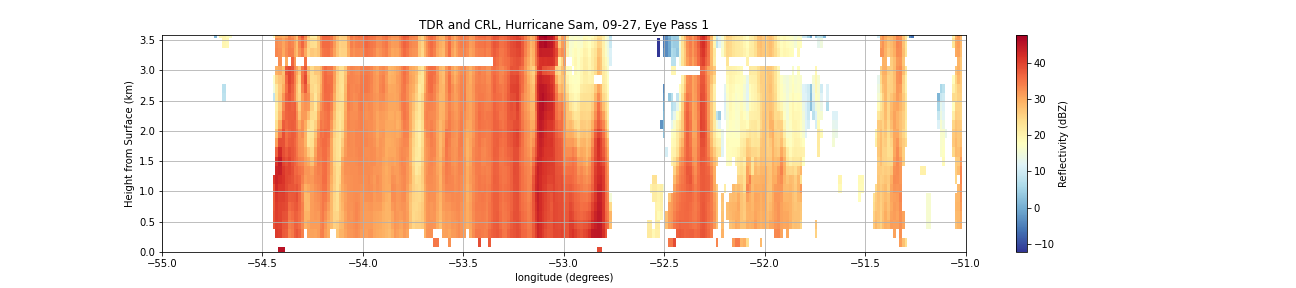 TDR and CRL, Hurricane Sam, 09-27, Eye Pass 1
Height from Surface (km)
3.5
3.0
2.5
2.0
1.5
1.0
0.5
0.0
−55.0 −54.5 −54.0 −53.5 −53.0 −52.5 −52.0 −51.5 −51.0
longitude (degrees)
40
30
20
10
0
−10
Reflectivity (dBZ)